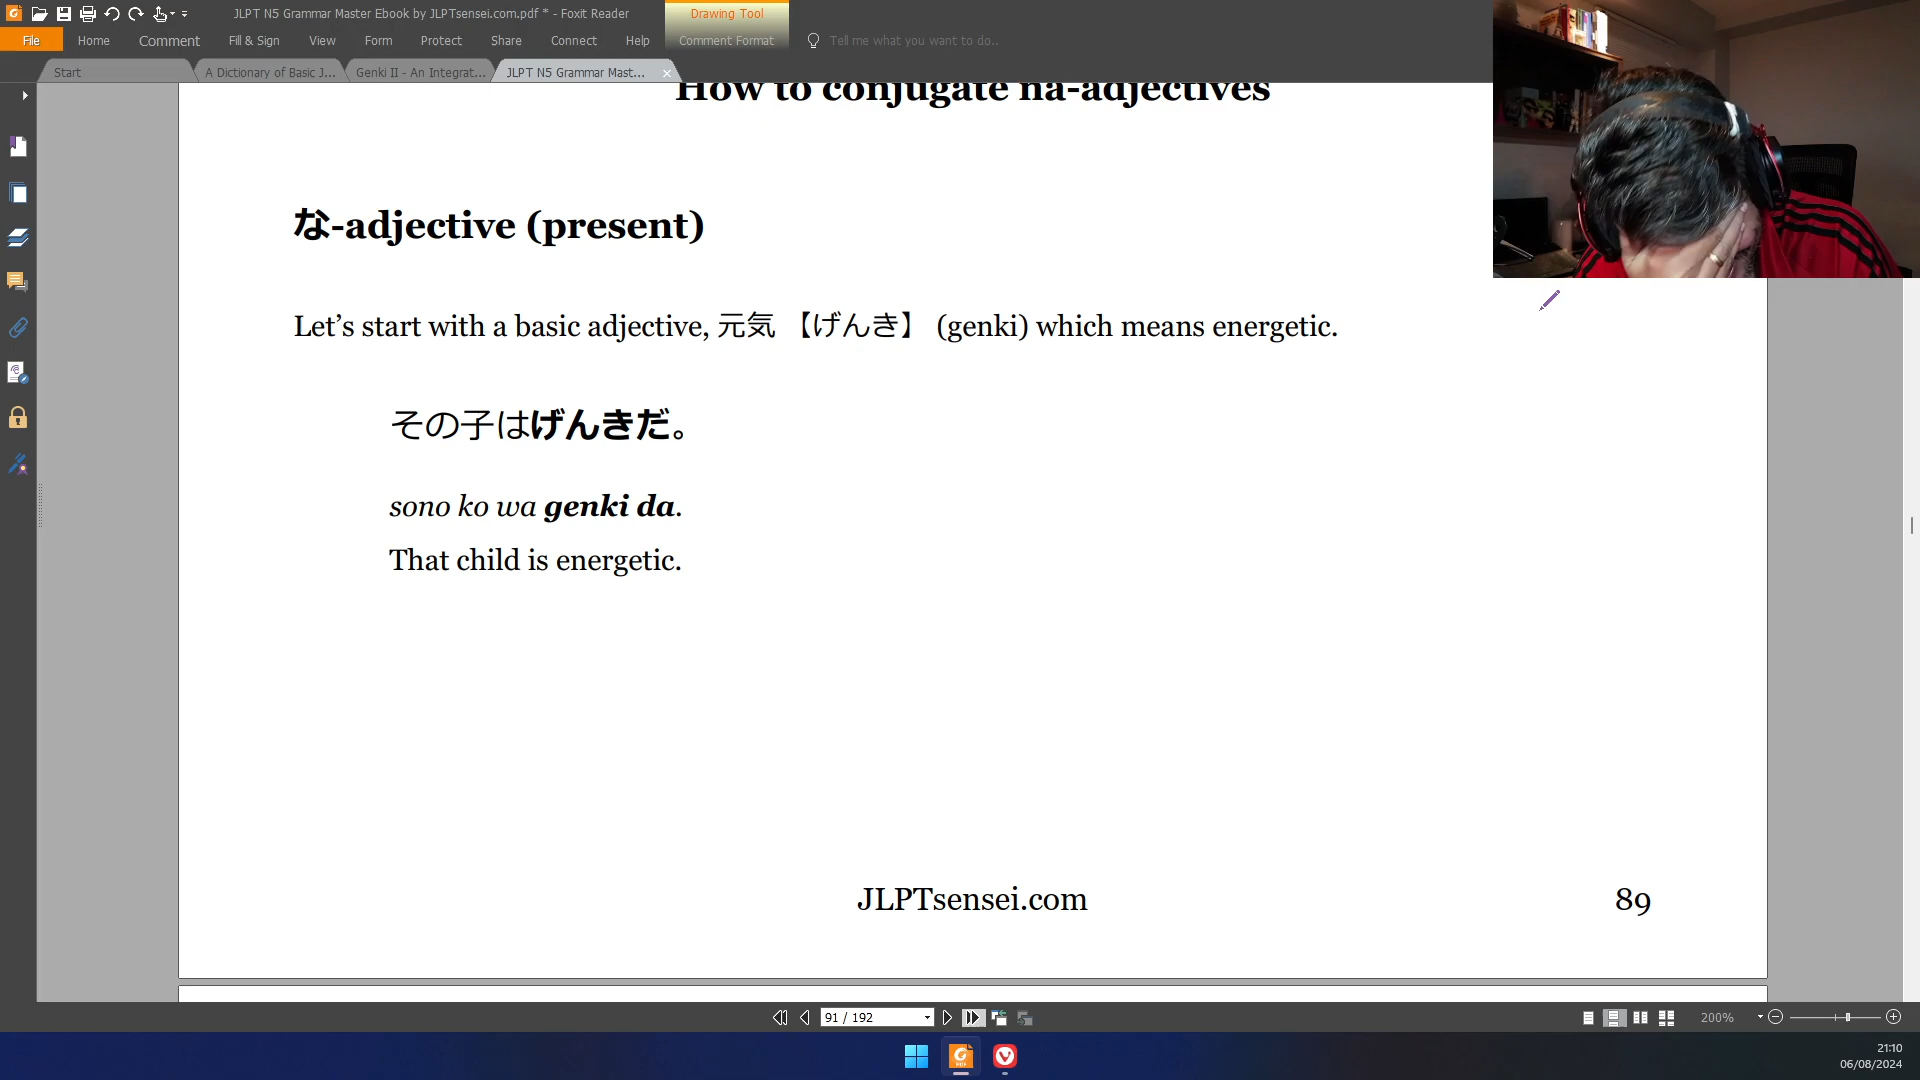 JLPT N5 Grammar Master Ebook by JLPTsensei.com.pdf * - Foxit Reader
Drawing Tool
File
Home
Comment
Fill & Sign
View
Form
Protect
Share
Connect
Help
Comment Format
Tell me what you want to do..
Start
A Dictionary of Basic J...
Genki II - An Integrat...
JLPT N5 Grammar Mast...
How to conjugate na-adjectives
な-adjective (present)
Let’s start with a basic adjective, 元気 【げんき】 (genki) which means energetic.
その子はげんきだ。
sono ko wa genki da.
That child is energetic.
JLPTsensei.com
89
91 / 192
200%
21:10
06/08/2024